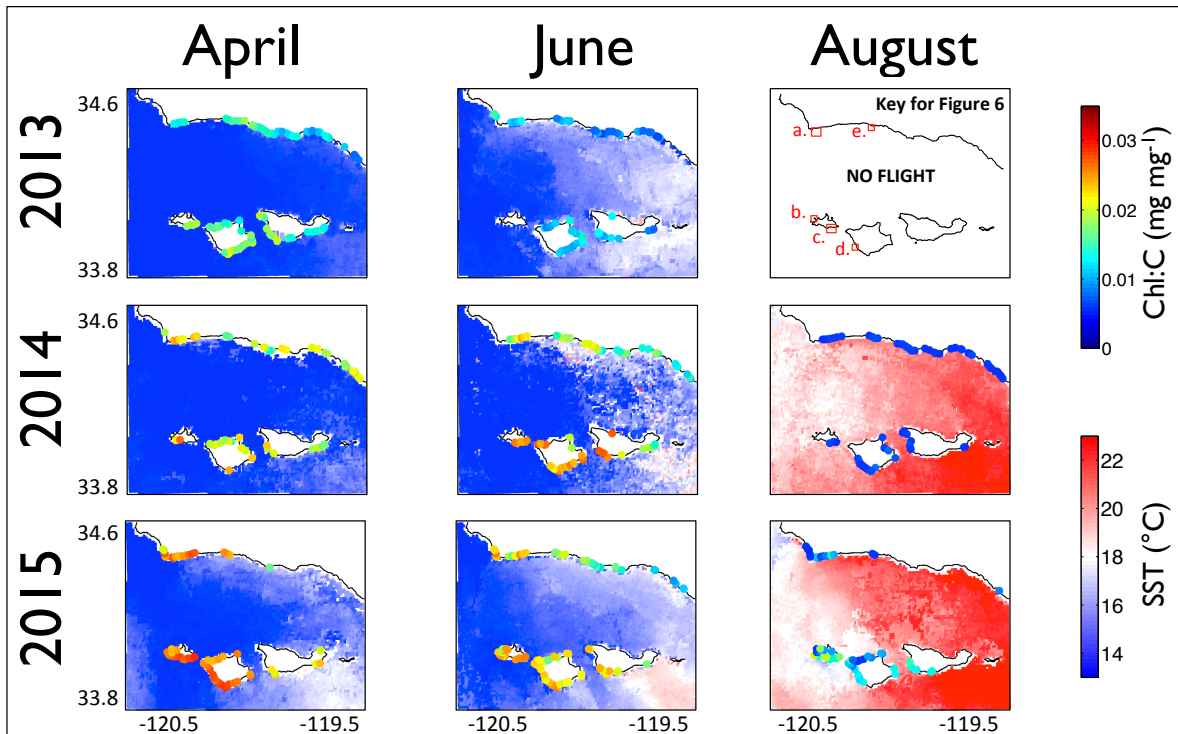 April June August
2013
34.6
33.8
Key for Figure 6
a.
e.
NO FLIGHT
b.
c.
d.
0.03
0.02
0.01
0
Chl:C (mg mg⁻¹)
2014
34.6
33.8
22
20
18
16
14
SST (°C)
2015
34.6
33.8
-120.5 -119.5 -120.5 -119.5 -120.5 -119.5